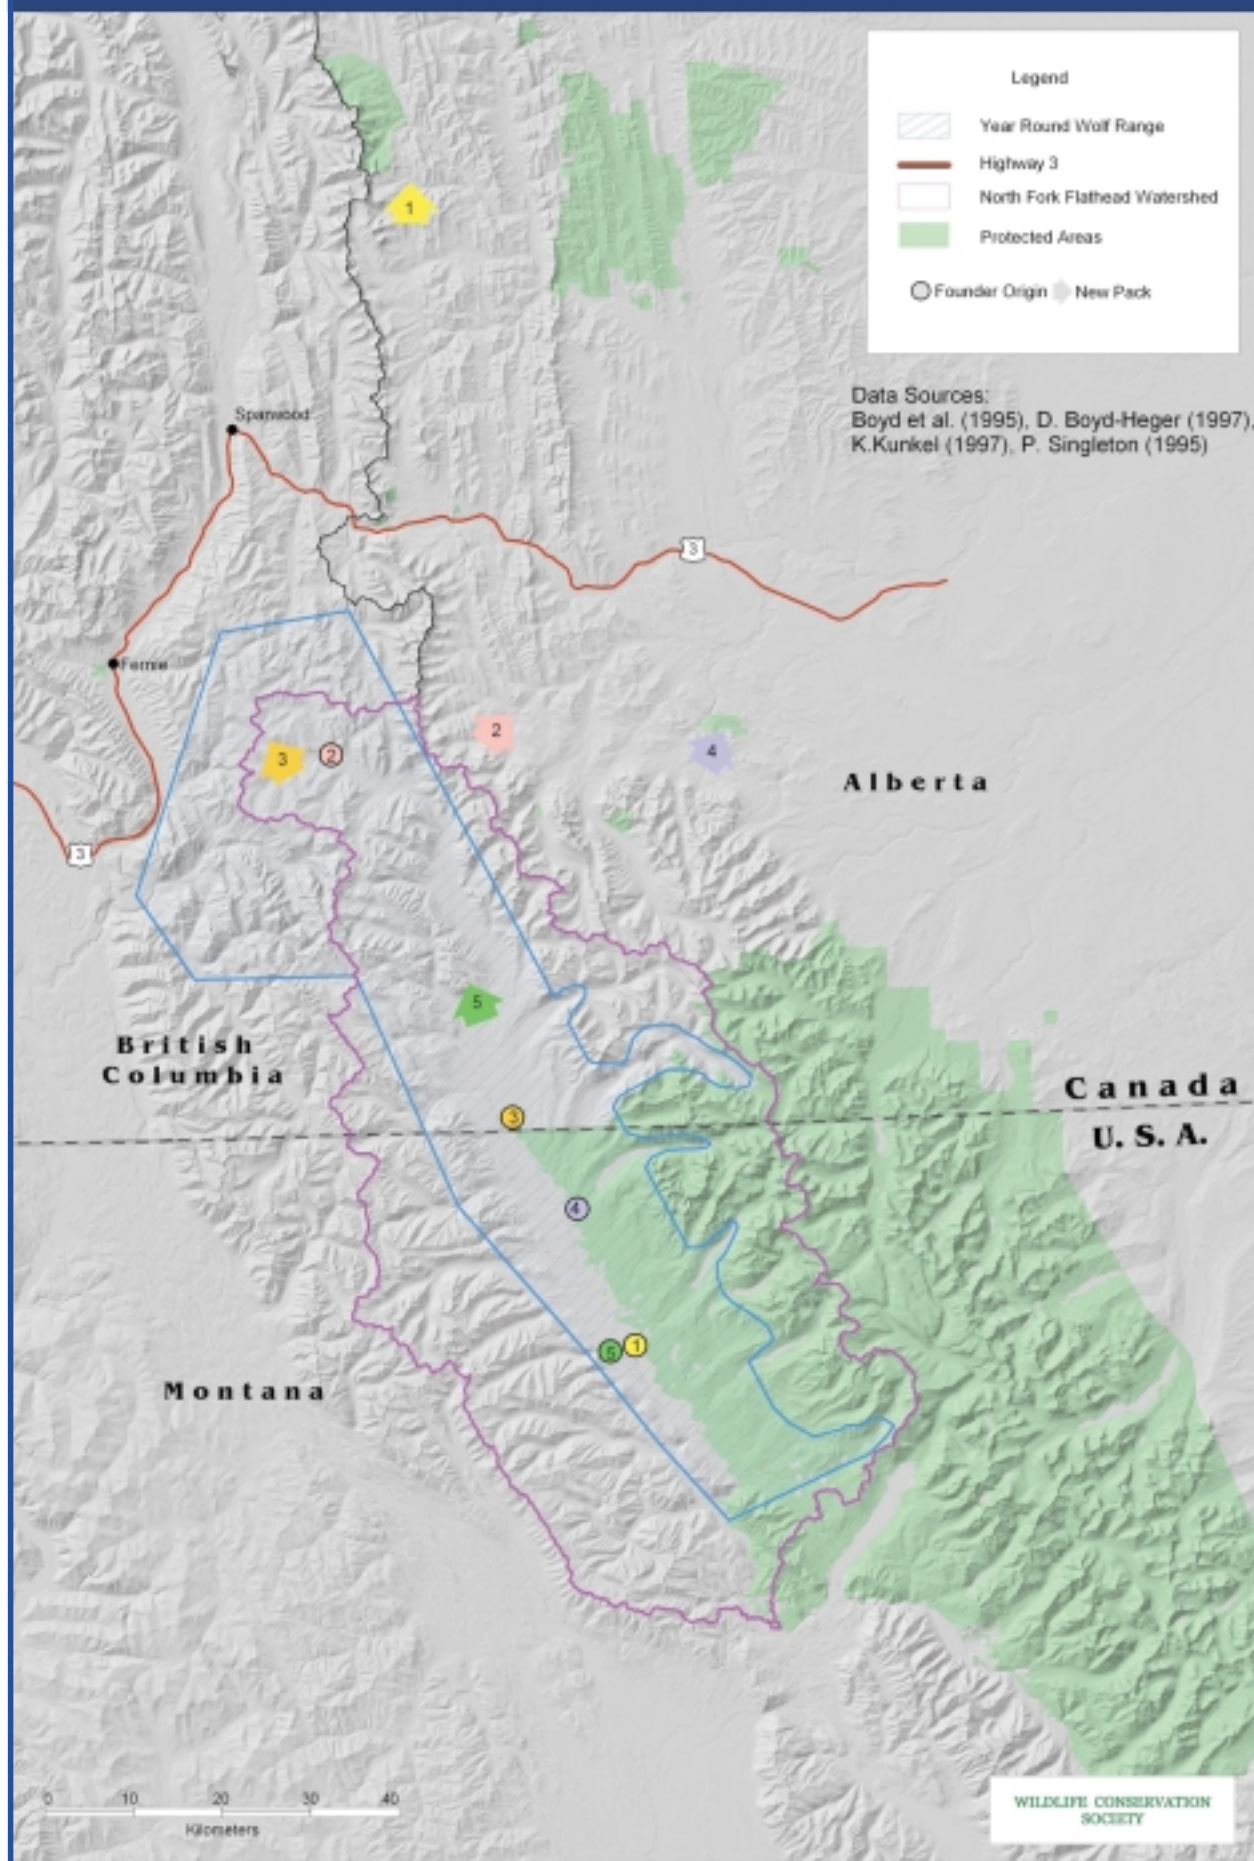 Legend
Year Round Wolf Range
Highway 3
North Fork Flathead Watershed
Protected Areas
Founder Origin New Pack
Data Sources:
Boyd et al. (1995), D. Boyd-Heger (1997),
K.Kunkel (1997), P. Singleton (1995)
1
Sparwood
3
Fernie
2
4
3
2
Alberta
3
5
British
Columbia
Canada
3
U. S. A.
4
5
1
Montana
0 10 20 30 40
Kilometers
WILDLIFE CONSERVATION
SOCIETY